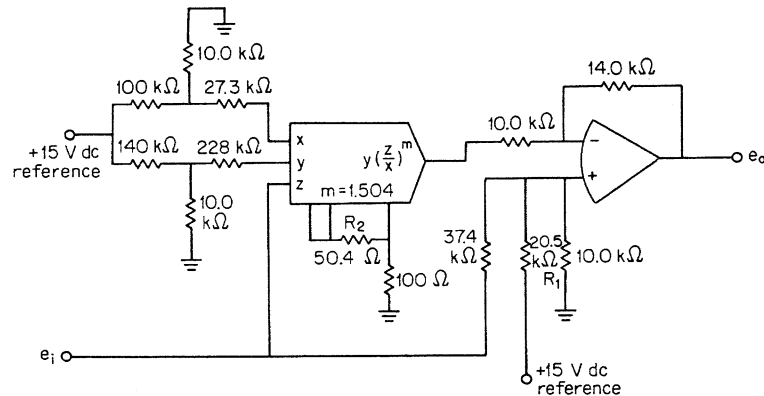 10.0 kΩ
14.0 kΩ
100 kΩ
27.3 kΩ
10.0 kΩ
+15 V dc
reference
140 kΩ
228 kΩ
x
y
z
y(z/x)^m
m = 1.504
−
+
e_o
10.0
kΩ
R₂
50.4 Ω
100 Ω
37.4
kΩ
20.5
kΩ
R₁
10.0 kΩ
e_i
+15 V dc
reference